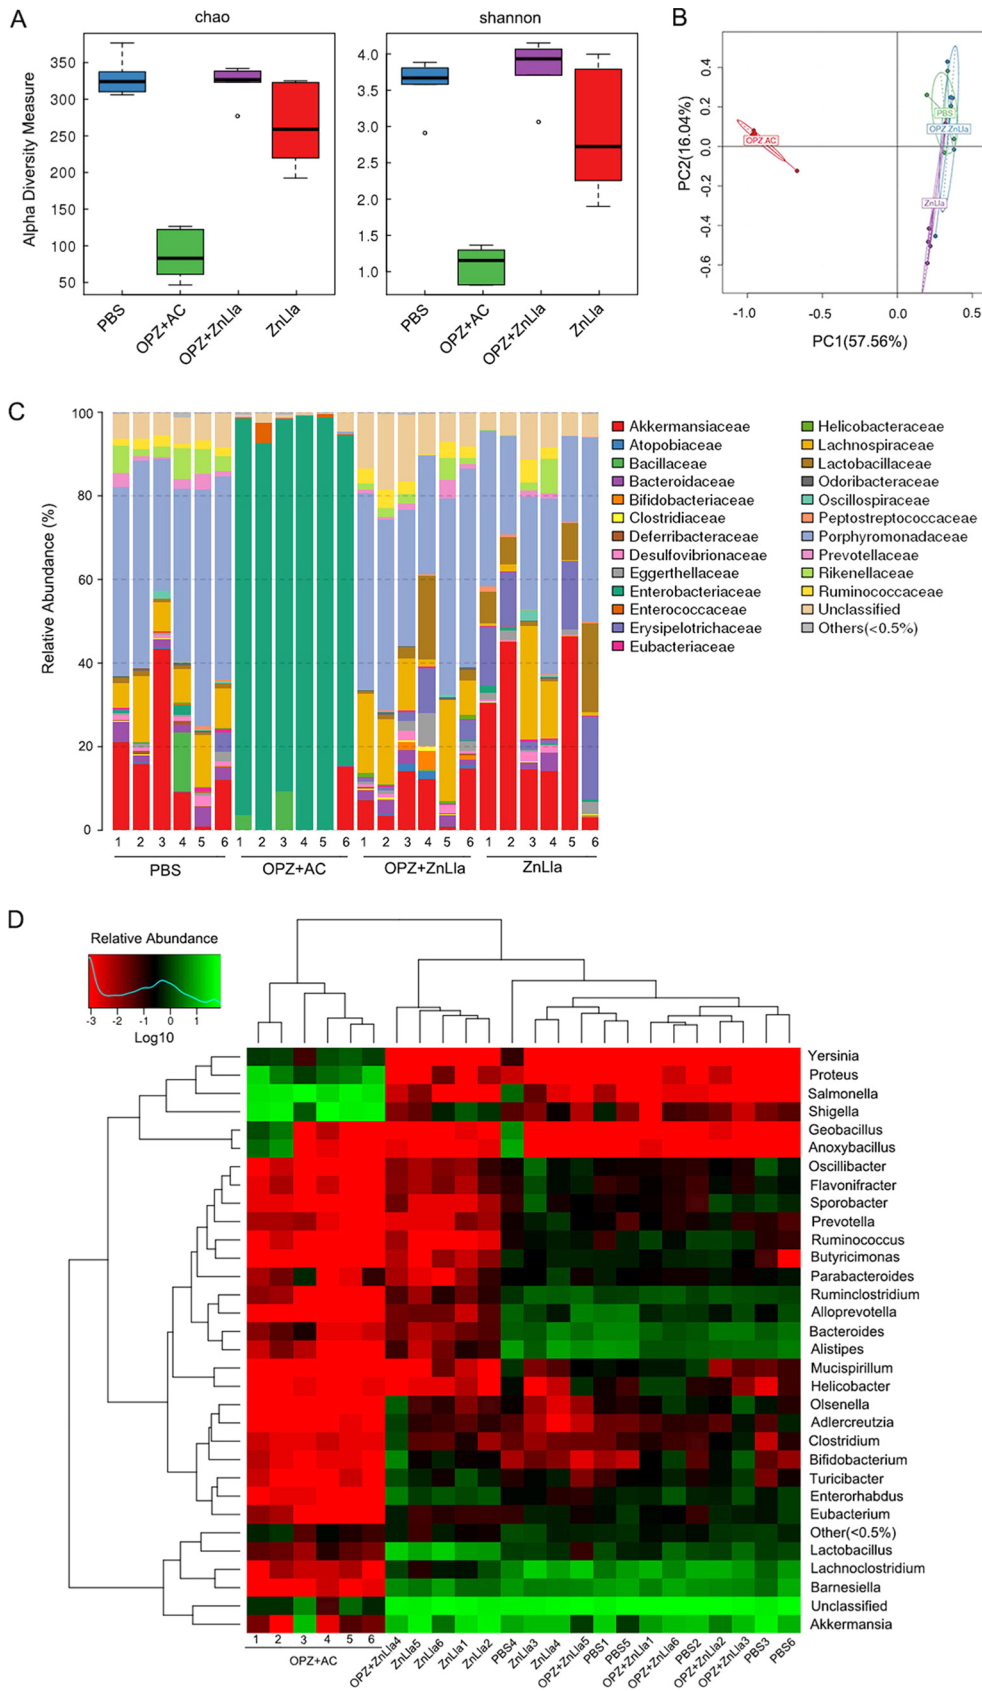 A
chao
shannon
Alpha Diversity Measure
350
300
250
200
150
100
50
4.0
3.5
3.0
2.5
2.0
1.5
1.0
PBS
OPZ+AC
OPZ+ZnLla
ZnLla
PBS
OPZ+AC
OPZ+ZnLla
ZnLla
B
PC2(16.04%)
0.4
0.2
0.0
-0.2
-0.4
-0.6
OPZ AC
PBS
OPZ ZnLla
ZnLla
-1.0
-0.5
0.0
0.5
PC1(57.56%)
C
Relative Abundance (%)
100
80
60
40
20
0
1 2 3 4 5 6 1 2 3 4 5 6 1 2 3 4 5 6 1 2 3 4 5 6
PBS
OPZ+AC
OPZ+ZnLla
ZnLla
Akkermansiaceae
Atopobiaceae
Bacillaceae
Bacteroidaceae
Bifidobacteriaceae
Clostridiaceae
Deferribacteraceae
Desulfovibrionaceae
Eggerthellaceae
Enterobacteriaceae
Enterococcaceae
Erysipelotrichaceae
Eubacteriaceae
Helicobacteraceae
Lachnospiraceae
Lactobacillaceae
Odoribacteraceae
Oscillospiraceae
Peptostreptococcaceae
Porphyromonadaceae
Prevotellaceae
Rikenellaceae
Ruminococcaceae
Unclassified
Others(<0.5%)
D
Relative Abundance
-3 -2 -1 0 1
Log10
Yersinia
Proteus
Salmonella
Shigella
Geobacillus
Anoxybacillus
Oscillibacter
Flavonifracter
Sporobacter
Prevotella
Ruminococcus
Butyricimonas
Parabacteroides
Ruminclostridium
Alloprevotella
Bacteroides
Alistipes
Mucispirillum
Helicobacter
Olsenella
Adlercreutzia
Clostridium
Bifidobacterium
Turicibacter
Enterorhabdus
Eubacterium
Other(<0.5%)
Lactobacillus
Lachnoclostridium
Barnesiella
Unclassified
Akkermansia
1 2 3 4 5 6
OPZ+AC
OPZ+ZnLla4
ZnLla5
ZnLla6
ZnLla1
ZnLla2
PBS4
ZnLla3
ZnLla4
OPZ+ZnLla5
PBS1
PBS5
OPZ+ZnLla1
OPZ+ZnLla6
PBS2
OPZ+ZnLla2
OPZ+ZnLla3
PBS3
PBS6